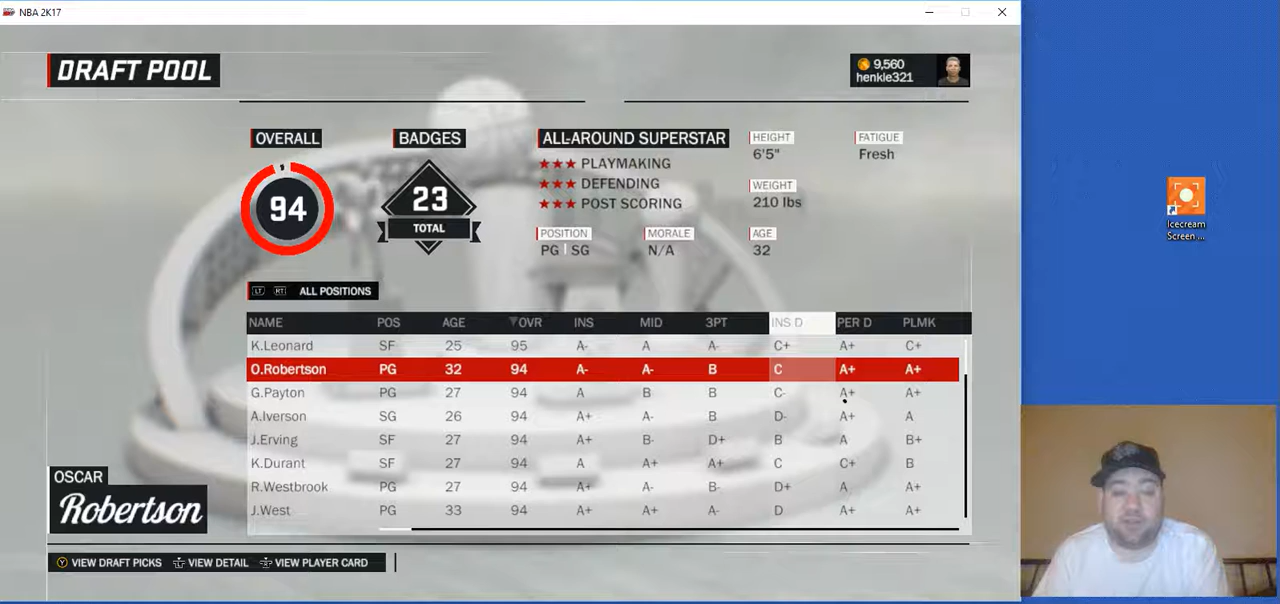 NBA 2K17
DRAFT POOL
9,560
henkie321
OVERALL
94
BADGES
23
TOTAL
ALL-AROUND SUPERSTAR
★★★ PLAYMAKING
★★★ DEFENDING
★★★ POST SCORING
POSITION
PG | SG
MORALE
N/A
HEIGHT
6'5"
WEIGHT
210 lbs
AGE
32
FATIGUE
Fresh
LT RT ALL POSITIONS
NAME POS AGE OVR INS MID 3PT INS D PER D PLMK
K.Leonard SF 25 95 A- A A- C+ A+ C+
O.Robertson PG 32 94 A- A- B C A+ A+
G.Payton PG 27 94 A B B C- A+ A+
A.Iverson SG 26 94 A+ A- B D- A+ A
J.Erving SF 27 94 A+ B- D+ B A B+
K.Durant SF 27 94 A A+ A+ C C+ B
R.Westbrook PG 27 94 A+ A- B- D+ A A+
J.West PG 33 94 A+ A+ A- D A+ A+
OSCAR
Robertson
Y VIEW DRAFT PICKS L VIEW DETAIL R VIEW PLAYER CARD
Icecream
Screen ...